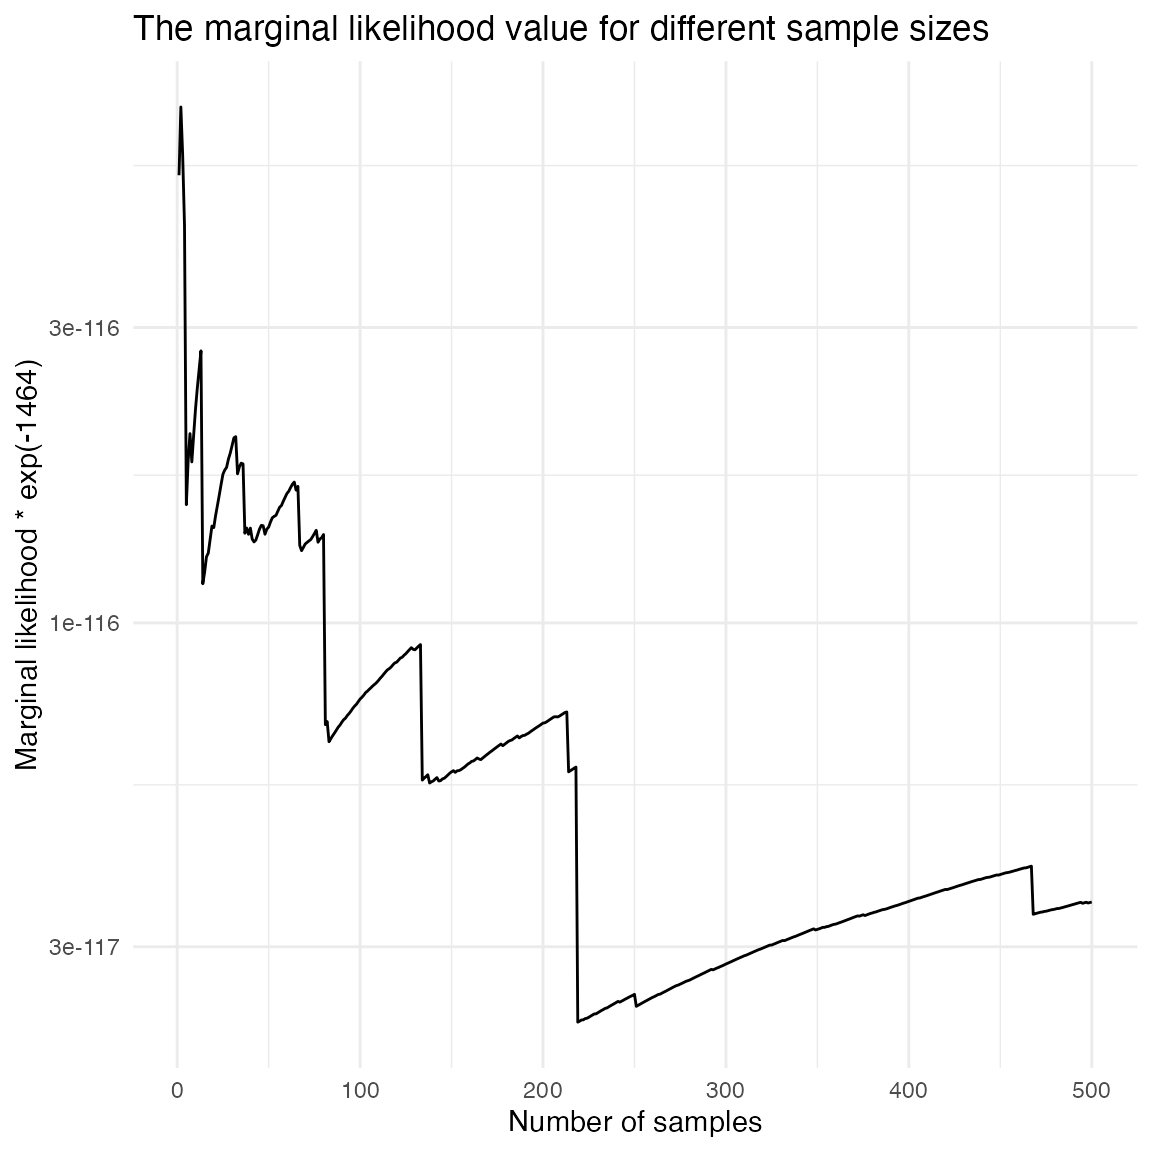 The marginal likelihood value for different sample sizes
Marginal likelihood * exp(-1464)
3e-116
1e-116
3e-117
0 100 200 300 400 500
Number of samples